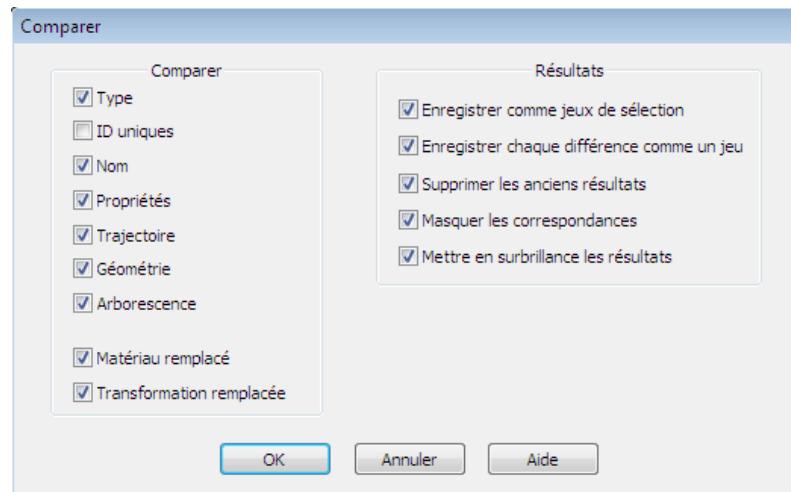 Comparer
Comparer
Type
ID uniques
Nom
Propriétés
Trajectoire
Géométrie
Arborescence
Matériau remplacé
Transformation remplacée
Résultats
Enregistrer comme jeux de sélection
Enregistrer chaque différence comme un jeu
Supprimer les anciens résultats
Masquer les correspondances
Mettre en surbrillance les résultats
OK
Annuler
Aide